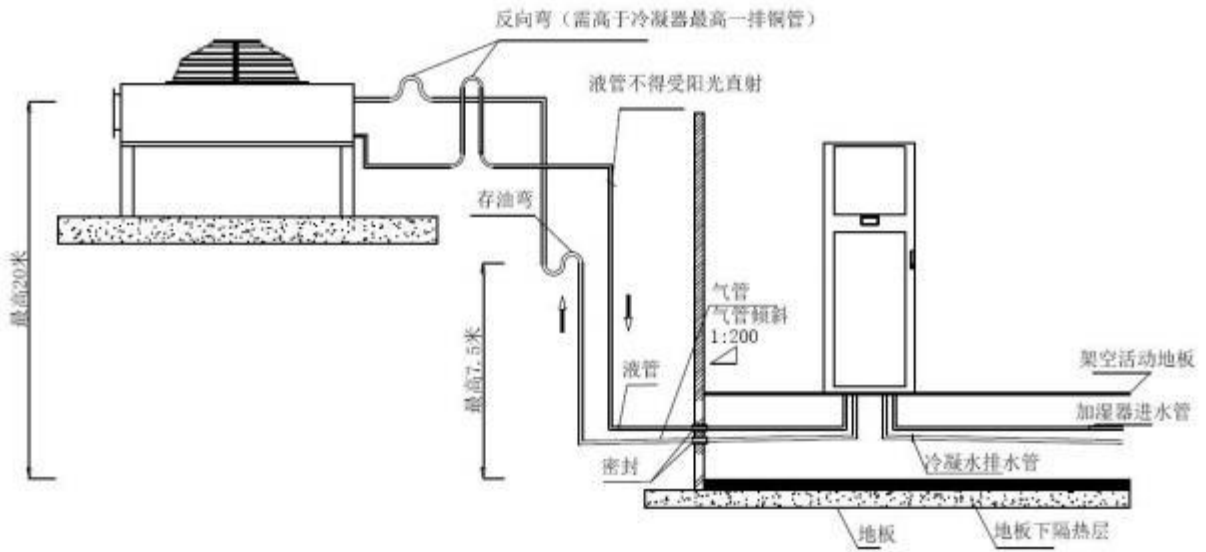 反向弯（需高于冷凝器最高一排铜管）
液管不得受阳光直射
存油弯
最高20米
最高7.5米
气管
气管倾斜
1:200
液管
架空活动地板
加湿器进水管
密封
冷凝水排水管
地板
地板下隔热层